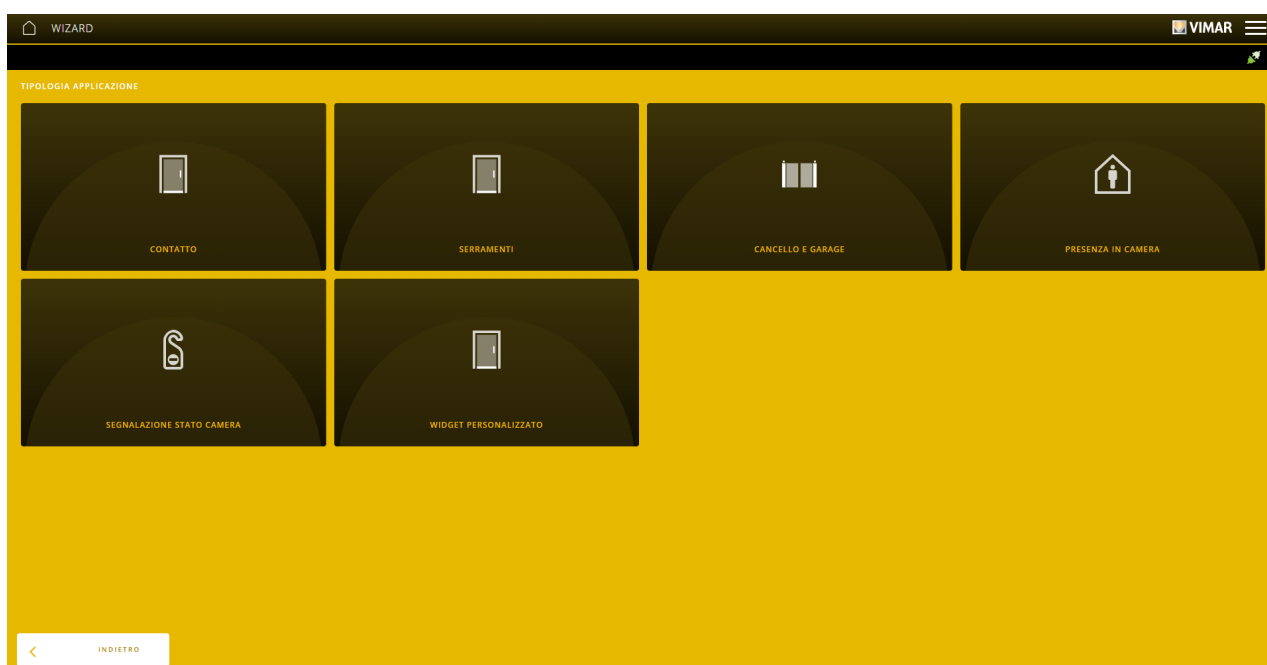 WIZARD
VIMAR
TIPOLOGIA APPLICAZIONE
CONTATTO
SERRAMENTI
CANCELLO E GARAGE
PRESENZA IN CAMERA
SEGNALAZIONE STATO CAMERA
WIDGET PERSONALIZZATO
INDIETRO